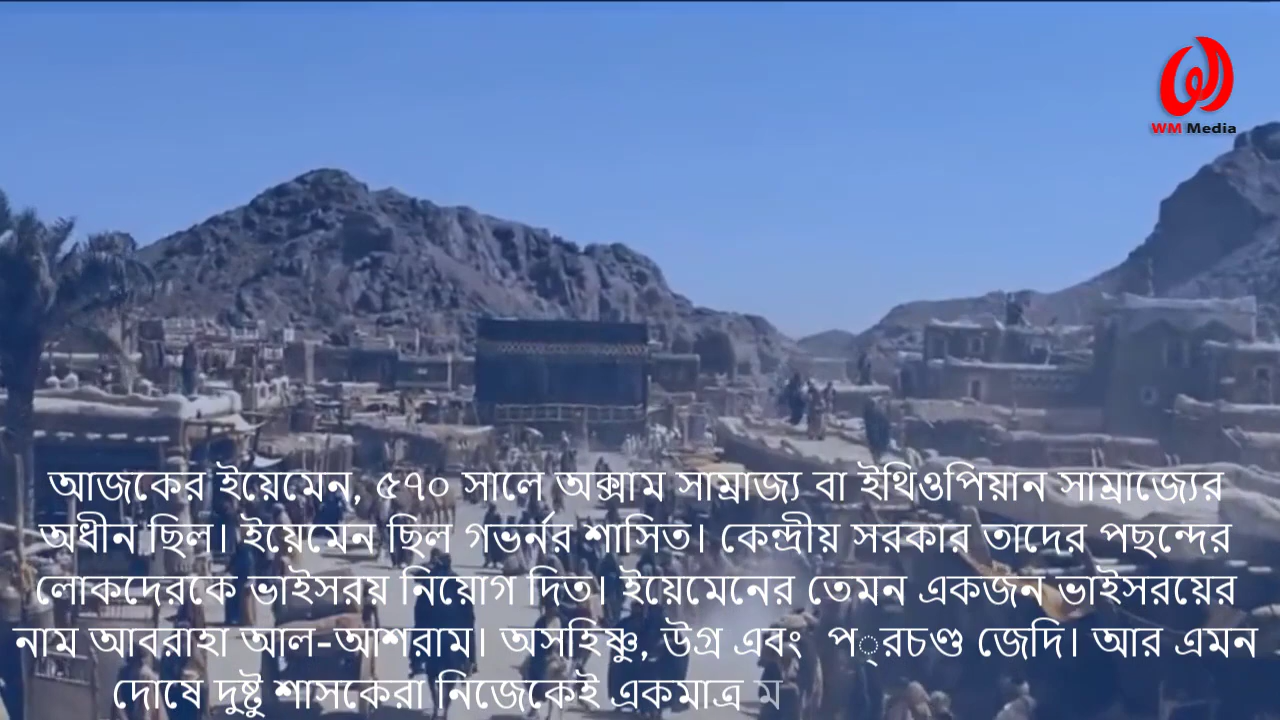 WM Media
আজকের ইয়েমেন, ৫৭০ সালে অক্সাম সাম্রাজ্য বা ইথিওপিয়ান সাম্রাজ্যের
অধীন ছিল। ইয়েমেন ছিল গভর্নর শাসিত। কেন্দ্রীয় সরকার তাদের পছন্দের
লোকদেরকে ভাইসরয় নিয়োগ দিত। ইয়েমেনের তেমন একজন ভাইসরয়ের
নাম আবরাহা আল-আশরাম। অসহিষ্ণু, উগ্র এবং প্রচণ্ড জেদি। আর এমন
দোষে দুষ্টু শাসকেরা নিজেকেই একমাত্র ম